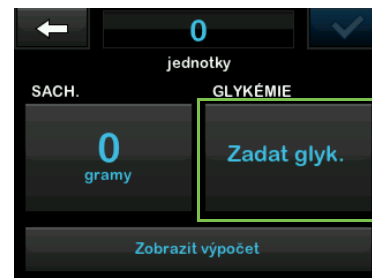 0
jednotky
SACH.
GLYKÉMIE
0
gramy
Zadat glyk.
Zobrazit výpočet